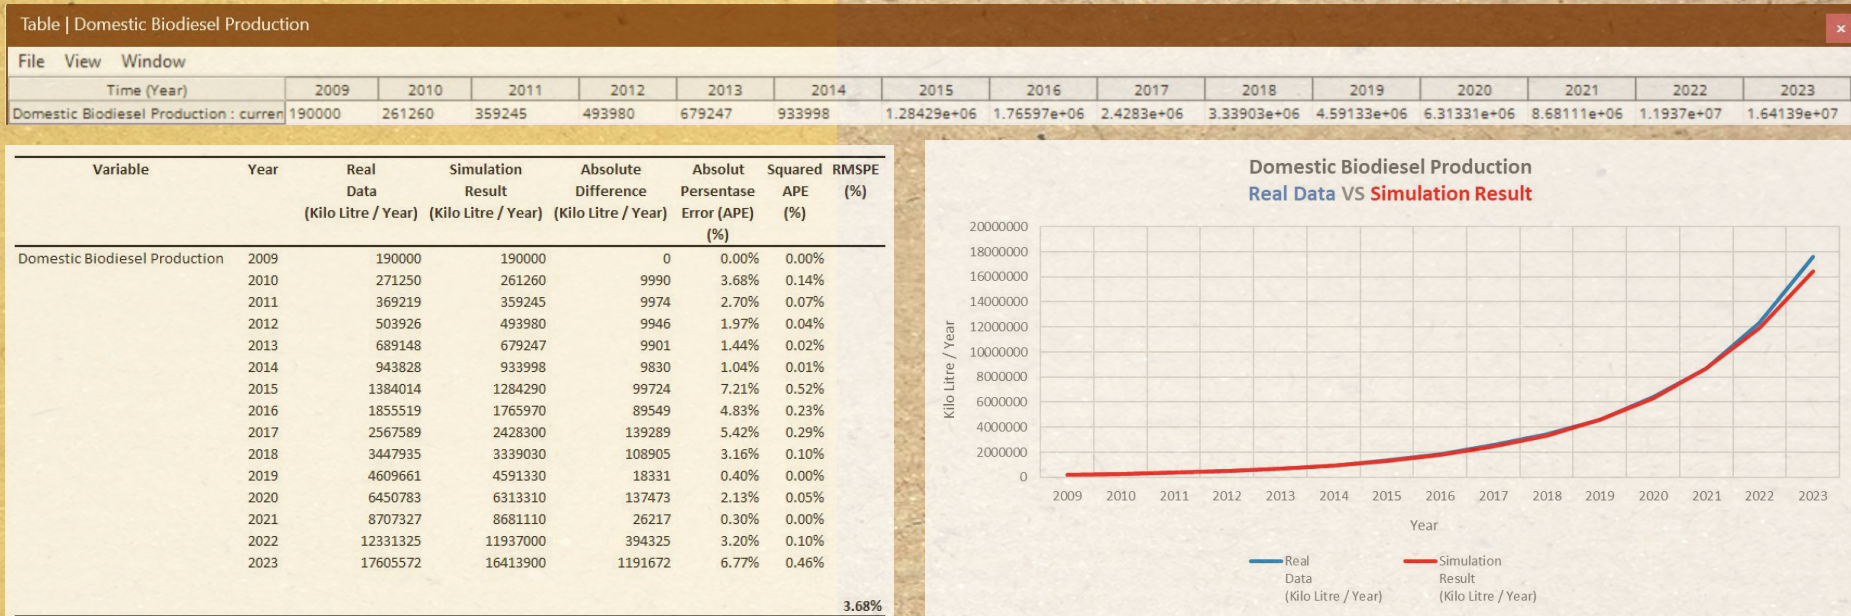 Table | Domestic Biodiesel Production
x
File View Window
Time (Year) 2009 2010 2011 2012 2013 2014 2015 2016 2017 2018 2019 2020 2021 2022 2023
Domestic Biodiesel Production : curren 190000 261260 359245 493980 679247 933998 1.28429e+06 1.76597e+06 2.4283e+06 3.33903e+06 4.59133e+06 6.31331e+06 8.68111e+06 1.1937e+07 1.64139e+07
Variable Year Real Simulation Absolute Absolut Squared RMSPE
Data Result Difference Persentase APE (%)
(Kilo Litre / Year) (Kilo Litre / Year) (Kilo Litre / Year) Error (APE) (%)
(%)
Domestic Biodiesel Production 2009 190000 190000 0 0.00% 0.00%
2010 271250 261260 9990 3.68% 0.14%
2011 369219 359245 9974 2.70% 0.07%
2012 503926 493980 9946 1.97% 0.04%
2013 689148 679247 9901 1.44% 0.02%
2014 943828 933998 9830 1.04% 0.01%
2015 1384014 1284290 99724 7.21% 0.52%
2016 1855519 1765970 89549 4.83% 0.23%
2017 2567589 2428300 139289 5.42% 0.29%
2018 3447935 3339030 108905 3.16% 0.10%
2019 4609661 4591330 18331 0.40% 0.00%
2020 6450783 6313310 137473 2.13% 0.05%
2021 8707327 8681110 26217 0.30% 0.00%
2022 12331325 11937000 394325 3.20% 0.10%
2023 17605572 16413900 1191672 6.77% 0.46%
3.68%
Domestic Biodiesel Production
Real Data VS Simulation Result
20000000
18000000
16000000
14000000
12000000
10000000
8000000
6000000
4000000
2000000
0
Kilo Litre / Year
2009 2010 2011 2012 2013 2014 2015 2016 2017 2018 2019 2020 2021 2022 2023
Year
Real Simulation
Data Result
(Kilo Litre / Year) (Kilo Litre / Year)